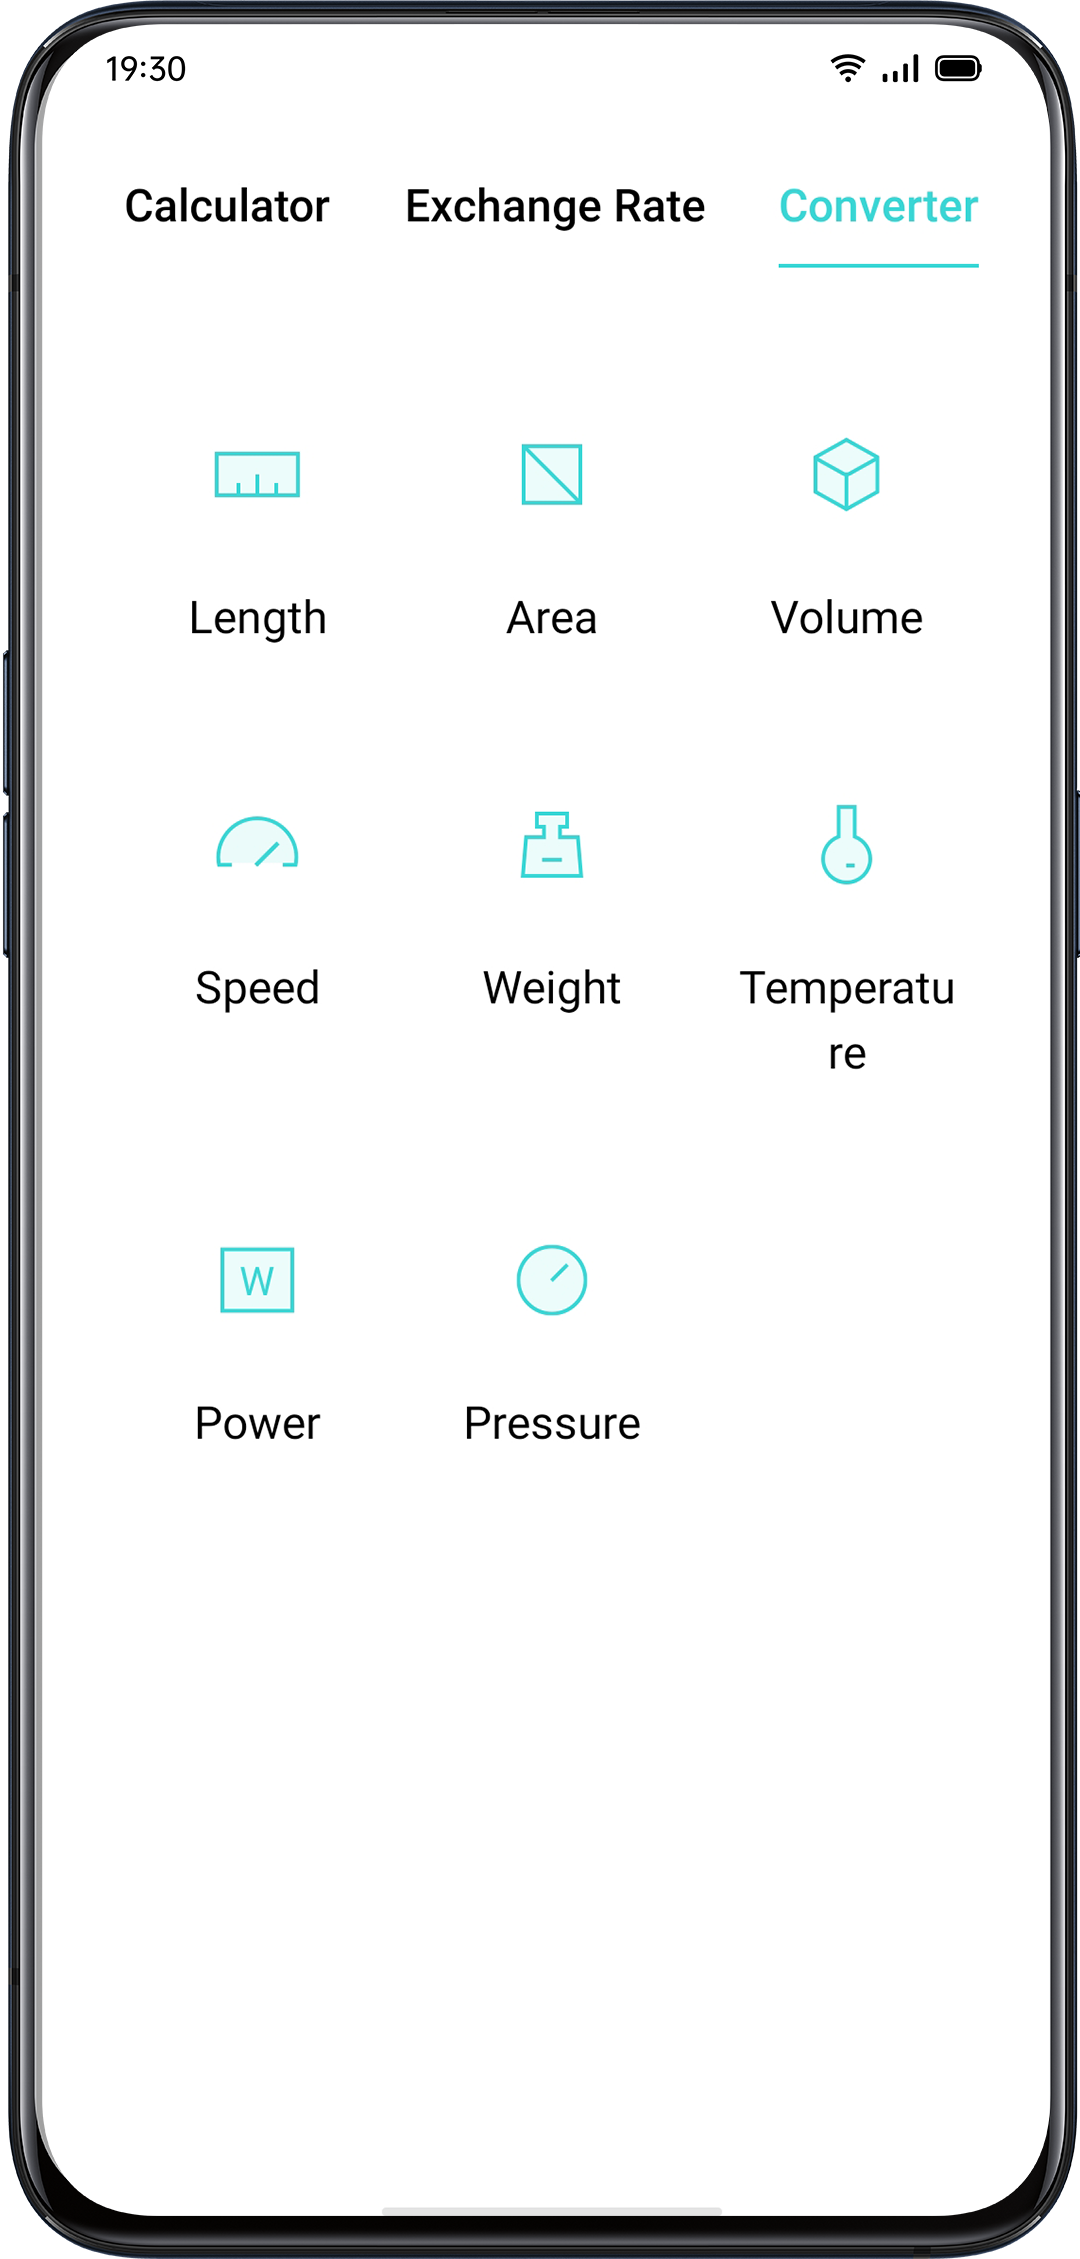 19:30
Calculator Exchange Rate Converter
Length Area Volume
Speed Weight Temperatu
re
W
Power Pressure